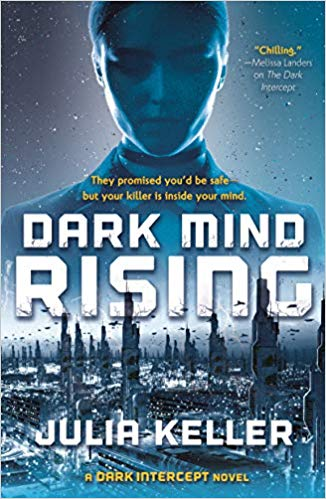 "Chilling."
—Melissa Landers
on The Dark
Intercept
They promised you'd be safe—
but your killer is inside your mind.
DARK MIND
RISING
JULIA KELLER
A DARK INTERCEPT NOVEL